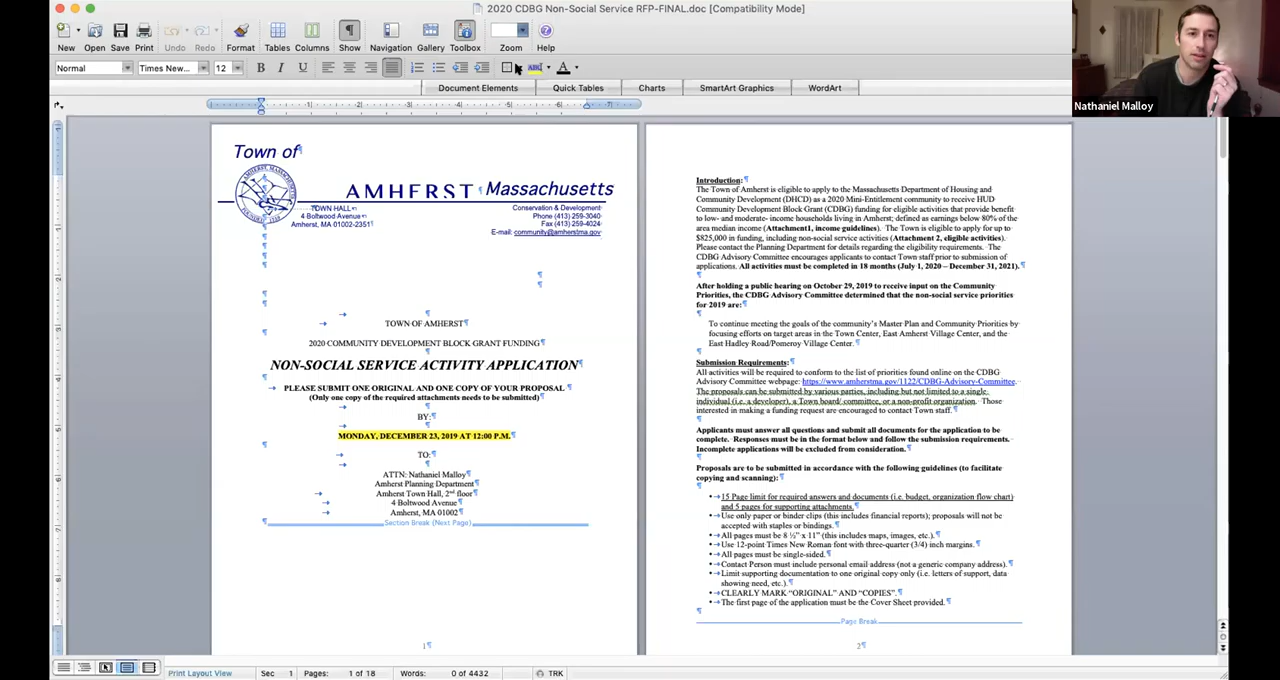 2020 CDBG Non-Social Service RFP-FINAL.doc [Compatibility Mode]
New Open Save Print Undo Redo Format Tables Columns Show Navigation Gallery Toolbox Zoom Help
Normal Times New... 12 B I U
Document Elements Quick Tables Charts SmartArt Graphics WordArt
Nathaniel Malloy
Town of
AMHERST Massachusetts
TOWN HALL
4 Boltwood Avenue
Amherst, MA 01002-2351
Conservation & Development
Phone (413) 259-3040
Fax (413) 259-4024
E-mail: community@amherstma.gov
TOWN OF AMHERST
2020 COMMUNITY DEVELOPMENT BLOCK GRANT FUNDING
NON-SOCIAL SERVICE ACTIVITY APPLICATION
PLEASE SUBMIT ONE ORIGINAL AND ONE COPY OF YOUR PROPOSAL
(Only one copy of the required attachments needs to be submitted)
BY:
MONDAY, DECEMBER 23, 2019 AT 12:00 P.M.
TO:
ATTN: Nathaniel Malloy
Amherst Planning Department
Amherst Town Hall, 2nd floor
4 Boltwood Avenue
Amherst, MA 01002
Section Break (Next Page)
1
Introduction:
The Town of Amherst is eligible to apply to the Massachusetts Department of Housing and
Community Development (DHCD) as a 2020 Mini-Entitlement community to receive HUD
Community Development Block Grant (CDBG) funding for eligible activities that provide benefit
to low- and moderate- income households living in Amherst; defined as earnings below 80% of the
area median income (Attachment1, income guidelines). The Town is eligible to apply for up to
$825,000 in funding, including non-social service activities (Attachment 2, eligible activities).
Please contact the Planning Department for details regarding the eligibility requirements. The
CDBG Advisory Committee encourages applicants to contact Town staff prior to submission of
applications. All activities must be completed in 18 months (July 1, 2020 – December 31, 2021).
After holding a public hearing on October 29, 2019 to receive input on the Community
Priorities, the CDBG Advisory Committee determined that the non-social service priorities
for 2019 are:
To continue meeting the goals of the community's Master Plan and Community Priorities by
focusing efforts on target areas in the Town Center, East Amherst Village Center, and the
East Hadley Road/Pomeroy Village Center.
Submission Requirements:
All activities will be required to conform to the list of priorities found online on the CDBG
Advisory Committee webpage: https://www.amherstma.gov/1122/CDBG-Advisory-Committee.
The proposals can be submitted by various parties, including but not limited to a single
individual (i.e. a developer), a Town board/ committee, or a non-profit organization. Those
interested in making a funding request are encouraged to contact Town staff.
Applicants must answer all questions and submit all documents for the application to be
complete. Responses must be in the format below and follow the submission requirements.
Incomplete applications will be excluded from consideration.
Proposals are to be submitted in accordance with the following guidelines (to facilitate
copying and scanning):
• 15 Page limit for required answers and documents (i.e. budget, organization flow chart)
and 5 pages for supporting attachments.
• Use only paper or binder clips (this includes financial reports); proposals will not be
accepted with staples or bindings.
• All pages must be 8 ½" x 11" (this includes maps, images, etc.).
• Use 12-point Times New Roman font with three-quarter (3/4) inch margins.
• All pages must be single-sided.
• Contact Person must include personal email address (not a generic company address).
• Limit supporting documentation to one original copy only (i.e. letters of support, data
showing need, etc.).
• CLEARLY MARK "ORIGINAL" AND "COPIES".
• The first page of the application must be the Cover Sheet provided.
Page Break
2
Print Layout View Sec 1 Pages: 1 of 18 Words: 0 of 4432 TRK